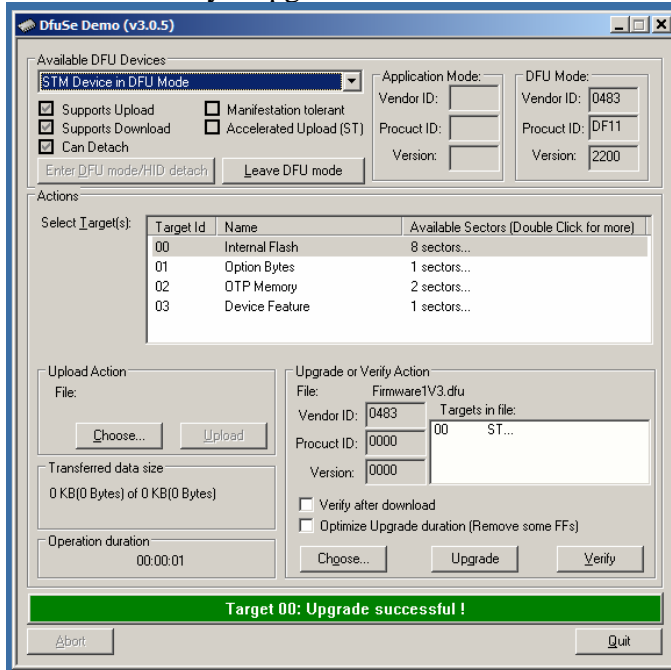 DfuSe Demo (v3.0.5)
Available DFU Devices
STM Device in DFU Mode
Supports Upload
Manifestation tolerant
Supports Download
Accelerated Upload (ST)
Can Detach
Enter DFU mode/HID detach
Leave DFU mode
Application Mode:
Vendor ID:
Procuct ID:
Version:
DFU Mode:
Vendor ID: 0483
Procuct ID: DF11
Version: 2200
Actions
Select Target(s):
Target Id Name Available Sectors (Double Click for more)
00 Internal Flash 8 sectors...
01 Option Bytes 1 sectors...
02 OTP Memory 2 sectors...
03 Device Feature 1 sectors...
Upload Action
File:
Choose...
Upload
Transferred data size
0 KB(0 Bytes) of 0 KB(0 Bytes)
Operation duration
00:00:01
Upgrade or Verify Action
File: Firmware1V3.dfu
Vendor ID: 0483
Procuct ID: 0000
Version: 0000
Targets in file:
00 ST...
Verify after download
Optimize Upgrade duration (Remove some FFs)
Choose...
Upgrade
Verify
Target 00: Upgrade successful !
Abort
Quit